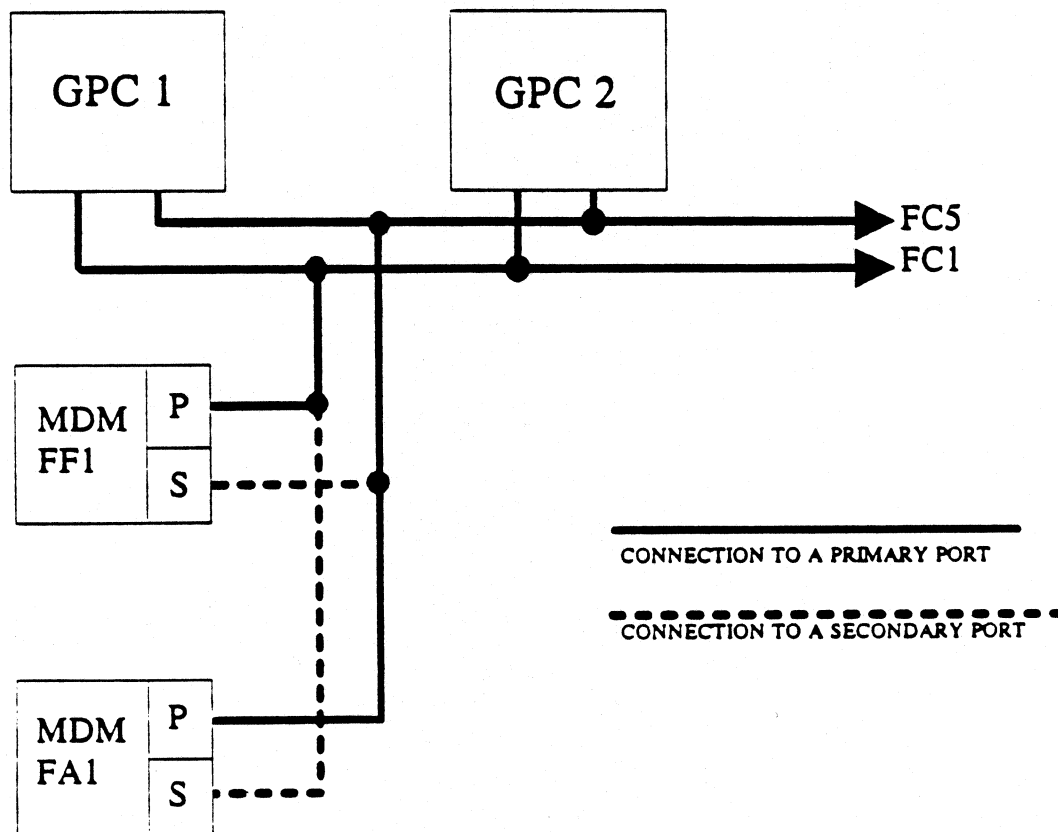 GPC 1
GPC 2
FC5
FC1
MDM
FF1
P
S
CONNECTION TO A PRIMARY PORT
CONNECTION TO A SECONDARY PORT
MDM
FA1
P
S